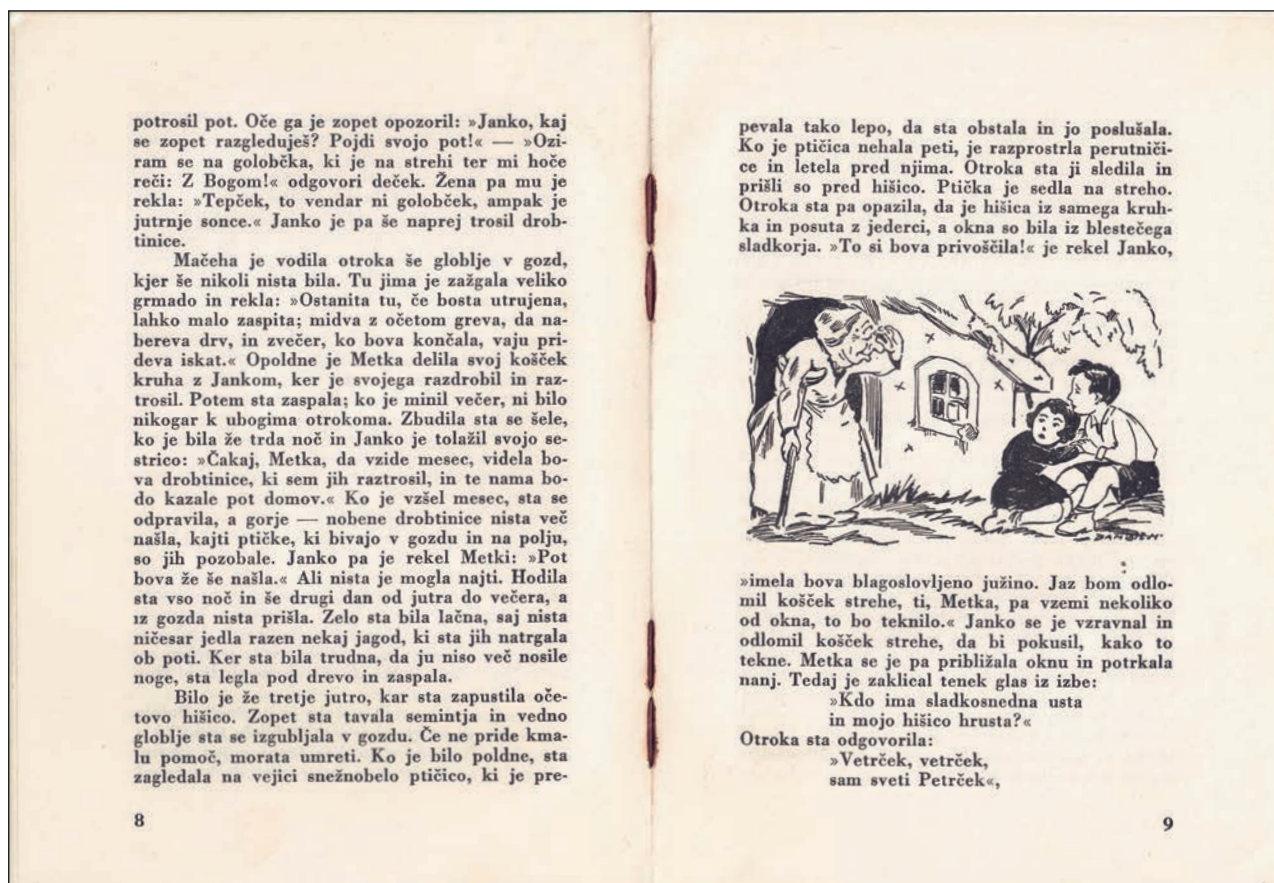 potrosil pot. Oče ga je zopet opozoril: »Janko, kaj
se zopet razgleduješ? Pojdi svojo pot!« — »Ozi-
ram se na golobčka, ki je na strehi ter mi hoče
reči: Z Bogom!« odgovori deček. Žena pa mu je
rekla: »Tepček, to vendar ni golobček, ampak je
jutrnje sonce.« Janko je pa še naprej trosil drob-
tinice.
Mačeha je vodila otroka še globlje v gozd,
kjer še nikoli nista bila. Tu jima je zažgala veliko
grmado in rekla: »Ostanita tu, če bosta utrujena,
lahko malo zaspita; midva z očetom greva, da na-
bereva drv, in zvečer, ko bova končala, vaju pri-
deva iskat.« Opoldne je Metka delila svoj košček
kruha z Jankom, ker je svojega razdrobil in raz-
trosil. Potem sta zaspala; ko je minil večer, ni bilo
nikogar k ubogima otrokoma. Zbudila sta se šele,
ko je bila že trda noč in Janko je tolažil svojo se-
strico: »Čakaj, Metka, da vzide mesec, videla bo-
va drobtinice, ki sem jih raztrosil, in te nama bo-
do kazale pot domov.« Ko je vzšel mesec, sta se
odpravila, a gorje — nobene drobtinice nista več
našla, kajti ptičke, ki bivajo v gozdu in na polju,
so jih pozobale. Janko pa je rekel Metki: »Pot
bova že še našla.« Ali nista je mogla najti. Hodila
sta vso noč in še drugi dan od jutra do večera, a
iz gozda nista prišla. Zelo sta bila lačna, saj nista
ničesar jedla razen nekaj jagod, ki sta jih natrgala
ob poti. Ker sta bila trudna, da ju niso več nosile
noge, sta legla pod drevo in zaspala.
Bilo je že tretje jutro, kar sta zapustila oče-
tovo hišico. Zopet sta tavala semintja in vedno
globlje sta se izgubljala v gozdu. Če ne pride kma-
lu pomoč, morata umreti. Ko je bilo poldne, sta
zagledala na vejici snežnobelo ptičico, ki je pre-
8
pevala tako lepo, da sta obstala in jo poslušala.
Ko je ptičica nehala peti, je razprostrla perutniči-
ce in letela pred njima. Otroka sta ji sledila in
prišli so pred hišico. Ptička je sedla na streho.
Otroka sta pa opazila, da je hišica iz samega kruh-
ka in posuta z jederci, a okna so bila iz blestečega
sladkorja. »To si bova privoščila!« je rekel Janko,
»imela bova blagoslovljeno južino. Jaz bom odlo-
mil košček strehe, ti, Metka, pa vzemi nekoliko
od okna, to bo teknilo.« Janko se je vzravnal in
odlomil košček strehe, da bi pokusil, kako to
tekne. Metka se je pa približala oknu in potrkala
nanj. Tedaj je zaklical tenek glas iz izbe:
»Kdo ima sladkosnedna usta
in mojo hišico hrusta?«
Otroka sta odgovorila:
»Vetrček, vetrček,
sam sveti Petrček«,
9